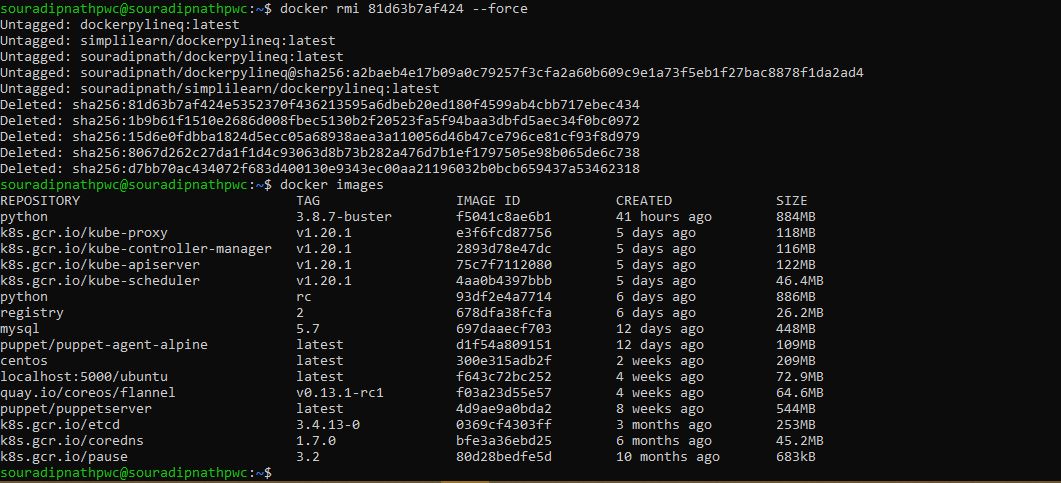 souradipnathpwc@souradipnathpwc:~$ docker rmi 81d63b7af424 --force
Untagged: dockerpylineq:latest
Untagged: simplilearn/dockerpylineq:latest
Untagged: souradipnath/dockerpylineq:latest
Untagged: souradipnath/dockerpylineq@sha256:a2baeb4e17b09a0c79257f3cfa2a60b609c9e1a73f5eb1f27bac8878f1da2ad4
Untagged: souradipnath/simplilearn/dockerpylineq:latest
Deleted: sha256:81d63b7af424e5352370f436213595a6dbeb20ed180f4599ab4cbb717ebec434
Deleted: sha256:1b9b61f1510e2686d008fbec5130b2f20523fa5f94baa3dbfd5aec34f0bc0972
Deleted: sha256:15d6e0fdbba1824d5ecc05a68938aea3a110056d46b47ce796ce81cf93f8d979
Deleted: sha256:8067d262c27da1f1d4c93063d8b73b282a476d7b1ef1797505e98b065de6c738
Deleted: sha256:d7bb70ac434072f683d400130e9343ec00aa21196032b0bcb659437a53462318
souradipnathpwc@souradipnathpwc:~$ docker images
REPOSITORY TAG IMAGE ID CREATED SIZE
python 3.8.7-buster f5041c8ae6b1 41 hours ago 884MB
k8s.gcr.io/kube-proxy v1.20.1 e3f6fcd87756 5 days ago 118MB
k8s.gcr.io/kube-controller-manager v1.20.1 2893d78e47dc 5 days ago 116MB
k8s.gcr.io/kube-apiserver v1.20.1 75c7f7112080 5 days ago 122MB
k8s.gcr.io/kube-scheduler v1.20.1 4aa0b4397bbb 5 days ago 46.4MB
python rc 93df2e4a7714 6 days ago 886MB
registry 2 678dfa38fcfa 6 days ago 26.2MB
mysql 5.7 697daaecf703 12 days ago 448MB
puppet/puppet-agent-alpine latest d1f54a809151 12 days ago 109MB
centos latest 300e315adb2f 2 weeks ago 209MB
localhost:5000/ubuntu latest f643c72bc252 4 weeks ago 72.9MB
quay.io/coreos/flannel v0.13.1-rc1 f03a23d55e57 4 weeks ago 64.6MB
puppet/puppetserver latest 4d9ae9a0bda2 8 weeks ago 544MB
k8s.gcr.io/etcd 3.4.13-0 0369cf4303ff 3 months ago 253MB
k8s.gcr.io/coredns 1.7.0 bfe3a36ebd25 6 months ago 45.2MB
k8s.gcr.io/pause 3.2 80d28bedfe5d 10 months ago 683kB
souradipnathpwc@souradipnathpwc:~$